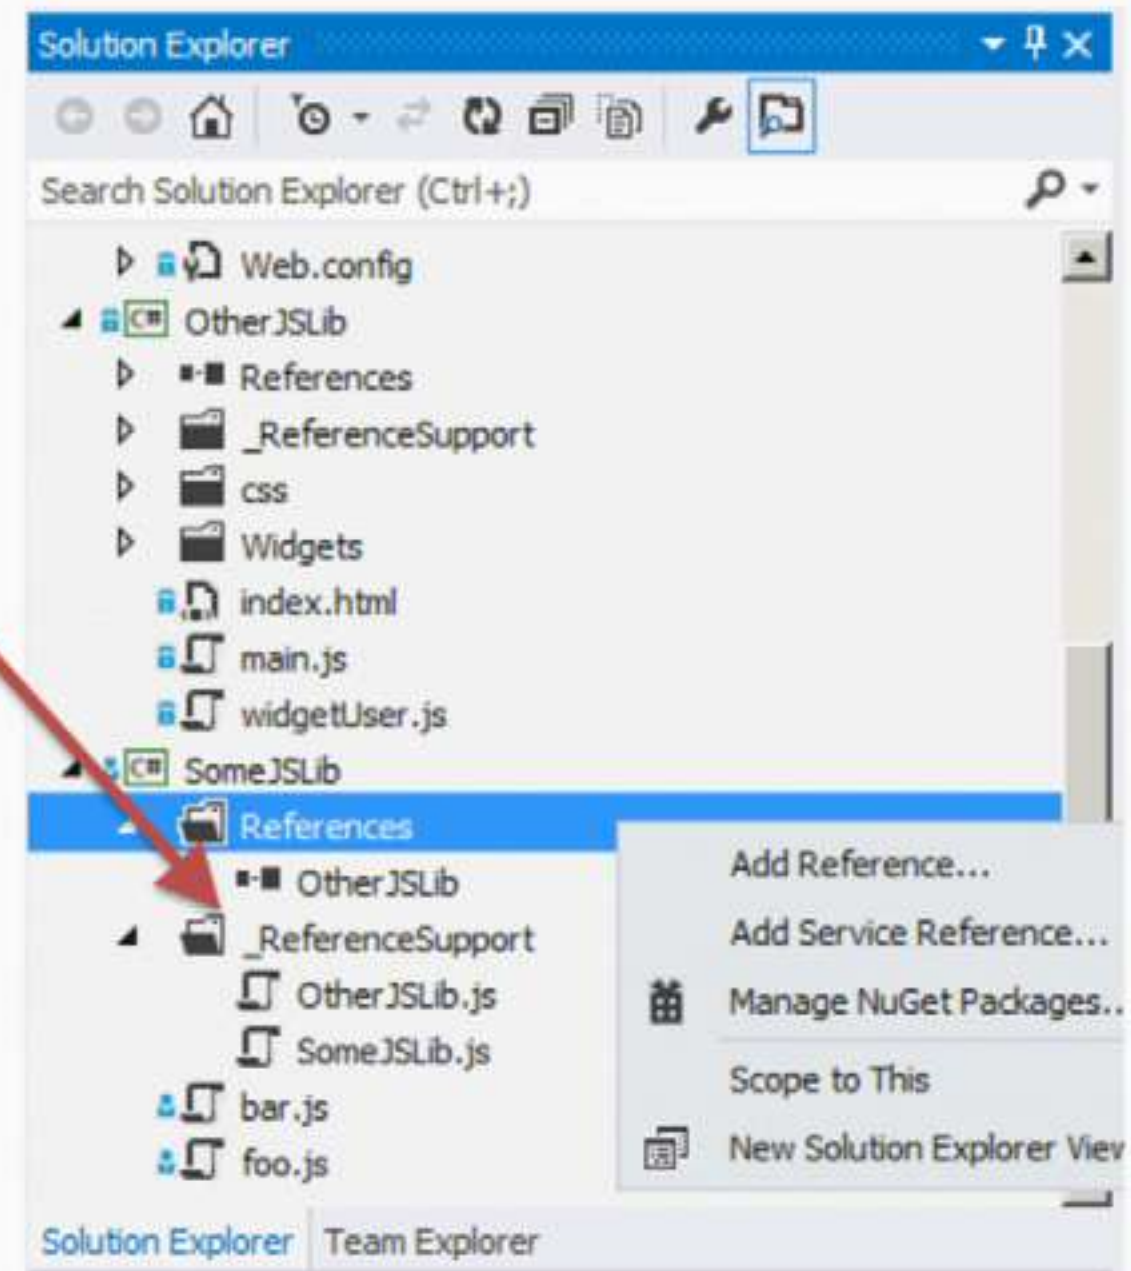 Solution Explorer
Search Solution Explorer (Ctrl+;)
Web.config
C# OtherJSLib
References
_ReferenceSupport
css
Widgets
index.html
main.js
widgetUser.js
C# SomeJSLib
References
OtherJSLib
_ReferenceSupport
OtherJSLib.js
SomeJSLib.js
bar.js
foo.js
Add Reference...
Add Service Reference...
Manage NuGet Packages..
Scope to This
New Solution Explorer View
Solution Explorer Team Explorer